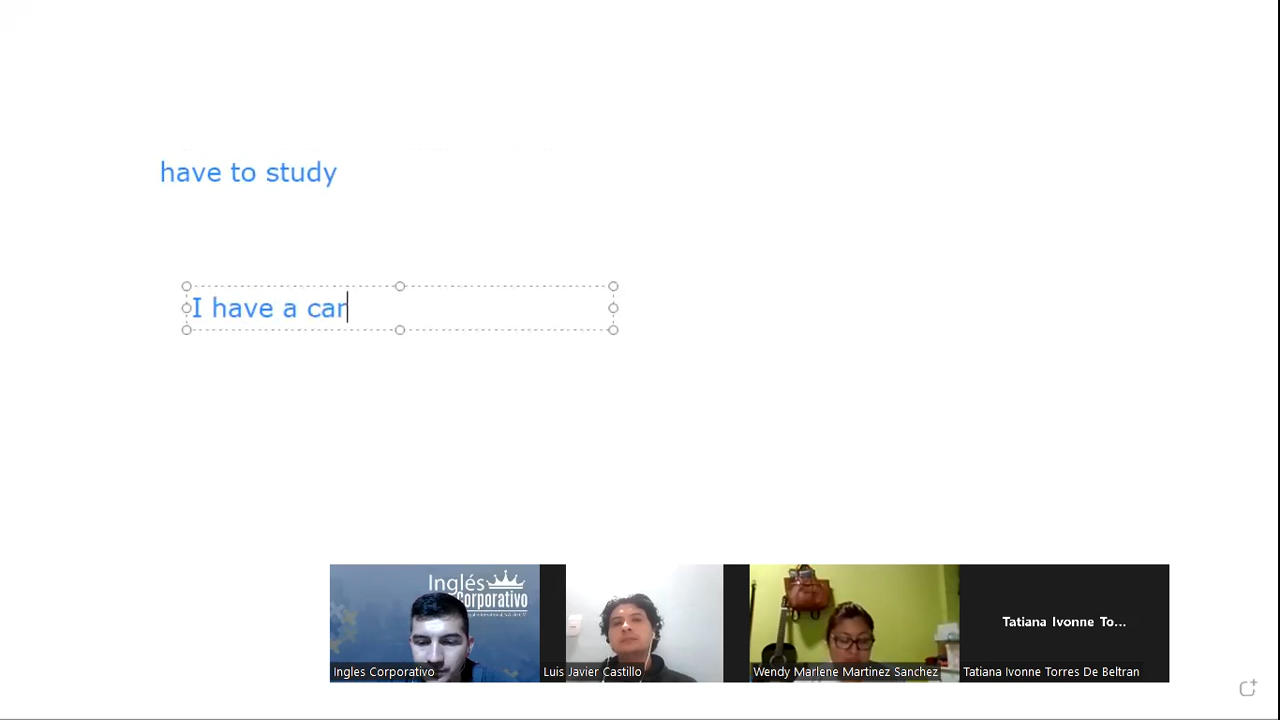 have to study
I have a car
Inglés
Corporativo
Ingles Corporativo
Luis Javier Castillo
Wendy Marlene Martinez Sanchez
Tatiana Ivonne To...
Tatiana Ivonne Torres De Beltran